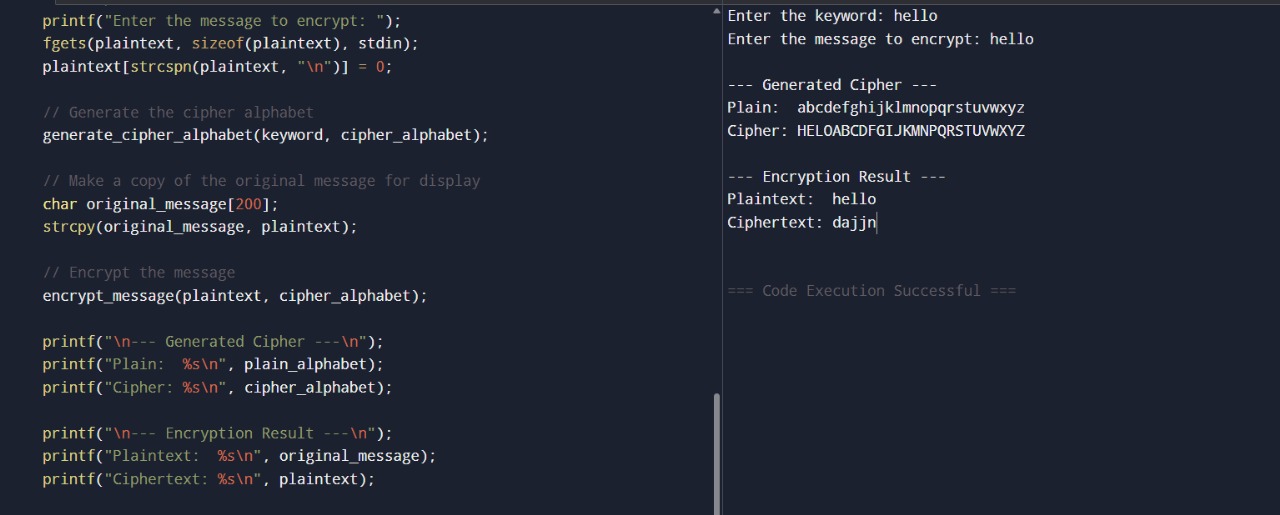 printf("Enter the message to encrypt: ");
fgets(plaintext, sizeof(plaintext), stdin);
plaintext[strcspn(plaintext, "\n")] = 0;
// Generate the cipher alphabet
generate_cipher_alphabet(keyword, cipher_alphabet);
// Make a copy of the original message for display
char original_message[200];
strcpy(original_message, plaintext);
// Encrypt the message
encrypt_message(plaintext, cipher_alphabet);
printf("\n--- Generated Cipher ---\n");
printf("Plain:  %s\n", plain_alphabet);
printf("Cipher: %s\n", cipher_alphabet);
printf("\n--- Encryption Result ---\n");
printf("Plaintext:  %s\n", original_message);
printf("Ciphertext: %s\n", plaintext);
Enter the keyword: hello
Enter the message to encrypt: hello
--- Generated Cipher ---
Plain:  abcdefghijklmnopqrstuvwxyz
Cipher: HELOABCDFGIJKMNPQRSTUVWXYZ
--- Encryption Result ---
Plaintext:  hello
Ciphertext: dajjn
=== Code Execution Successful ===